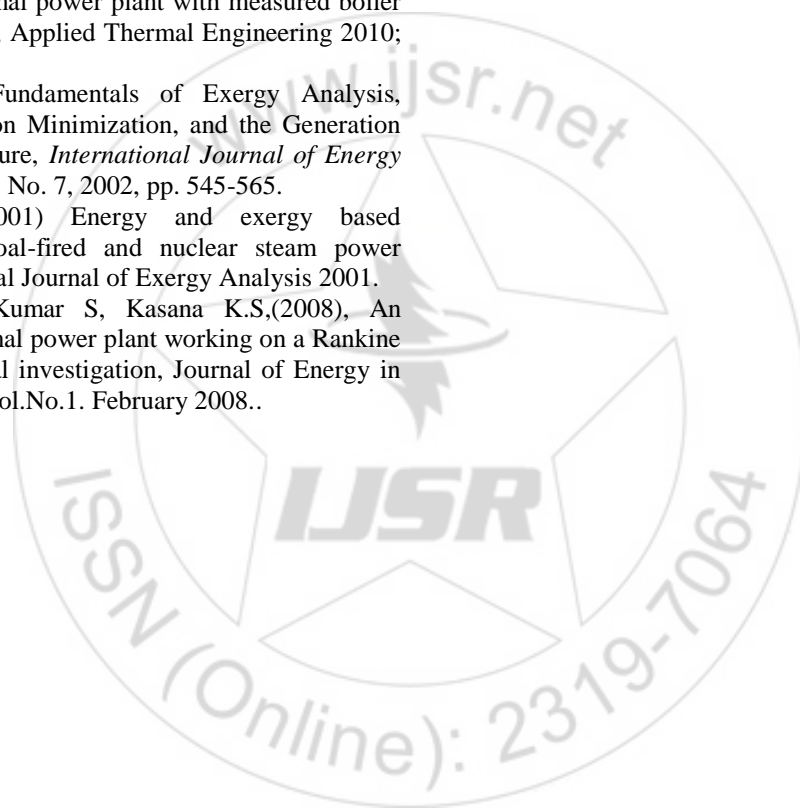 nal power plant with measured boiler
Applied Thermal Engineering 2010;
Fundamentals of Exergy Analysis,
on Minimization, and the Generation
ure, International Journal of Energy
No. 7, 2002, pp. 545-565.
001) Energy and exergy based
oal-fired and nuclear steam power
al Journal of Exergy Analysis 2001.
Kumar S, Kasana K.S,(2008), An
nal power plant working on a Rankine
al investigation, Journal of Energy in
ol.No.1. February 2008..
www.ijsr.net
IJSR
ISSN (Online): 2319-7064